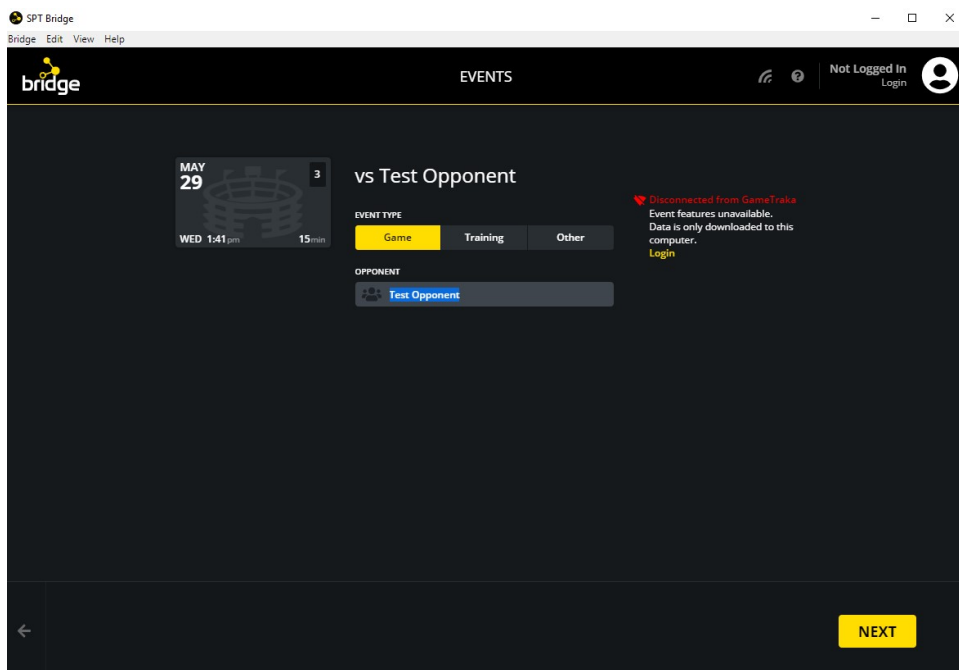 SPT Bridge
Bridge Edit View Help
bridge
EVENTS
?
Not Logged In
Login
MAY
29
3
WED 1:41pm
15min
vs Test Opponent
EVENT TYPE
Game Training Other
OPPONENT
Test Opponent
Disconnected from GameTraka
Event features unavailable.
Data is only downloaded to this
computer.
Login
NEXT